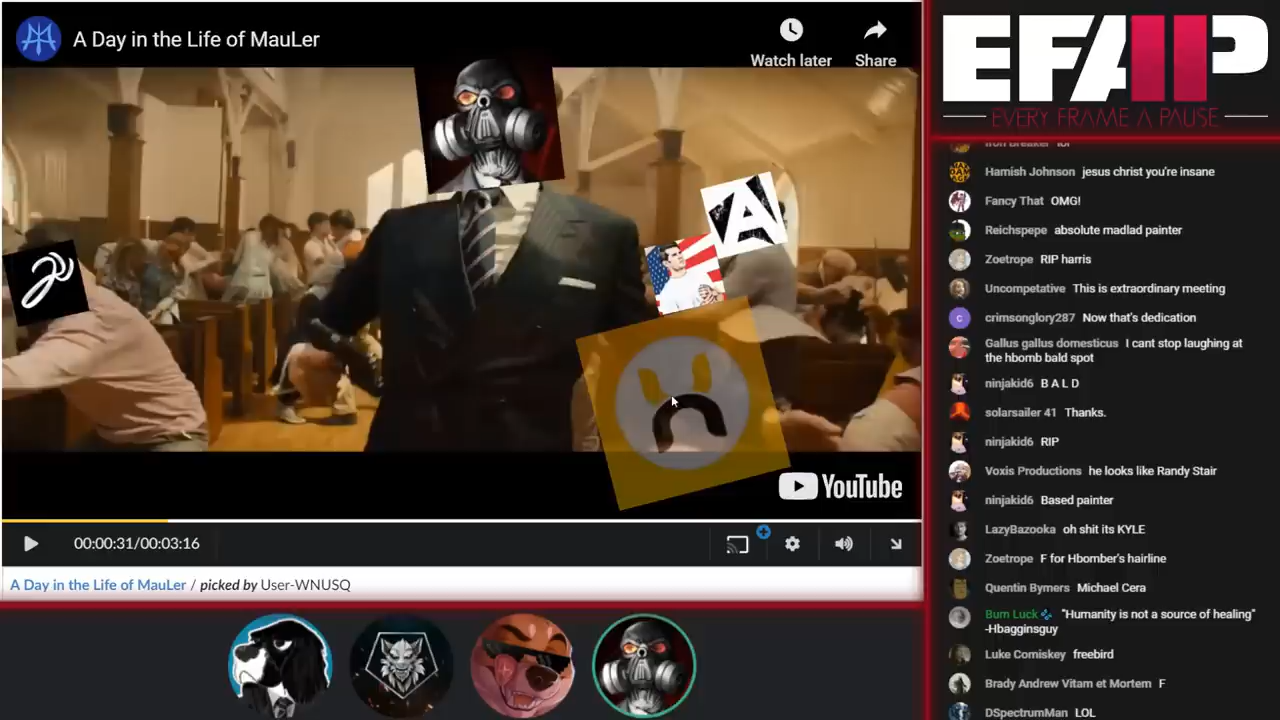 A Day in the Life of MauLer
Watch later
Share
A
YouTube
00:00:31/00:03:16
A Day in the Life of MauLer / picked by User-WNUSQ
EFAP
EVERY FRAME A PAUSE
Iron Breaker lol
Hamish Johnson jesus christ you're insane
Fancy That OMG!
Reichspepe absolute madlad painter
Zoetrope RIP harris
Uncompetative This is extraordinary meeting
c crimsonglory287 Now that's dedication
Gallus gallus domesticus I cant stop laughing at
the hbomb bald spot
ninjakid6 B A L D
solarsailer 41 Thanks.
ninjakid6 RIP
Voxis Productions he looks like Randy Stair
ninjakid6 Based painter
LazyBazooka oh shit its KYLE
Zoetrope F for Hbomber's hairline
Quentin Bymers Michael Cera
Bum Luck "Humanity is not a source of healing"
-Hbagginsguy
Luke Comiskey freebird
Brady Andrew Vitam et Mortem F
DSpectrumMan LOL